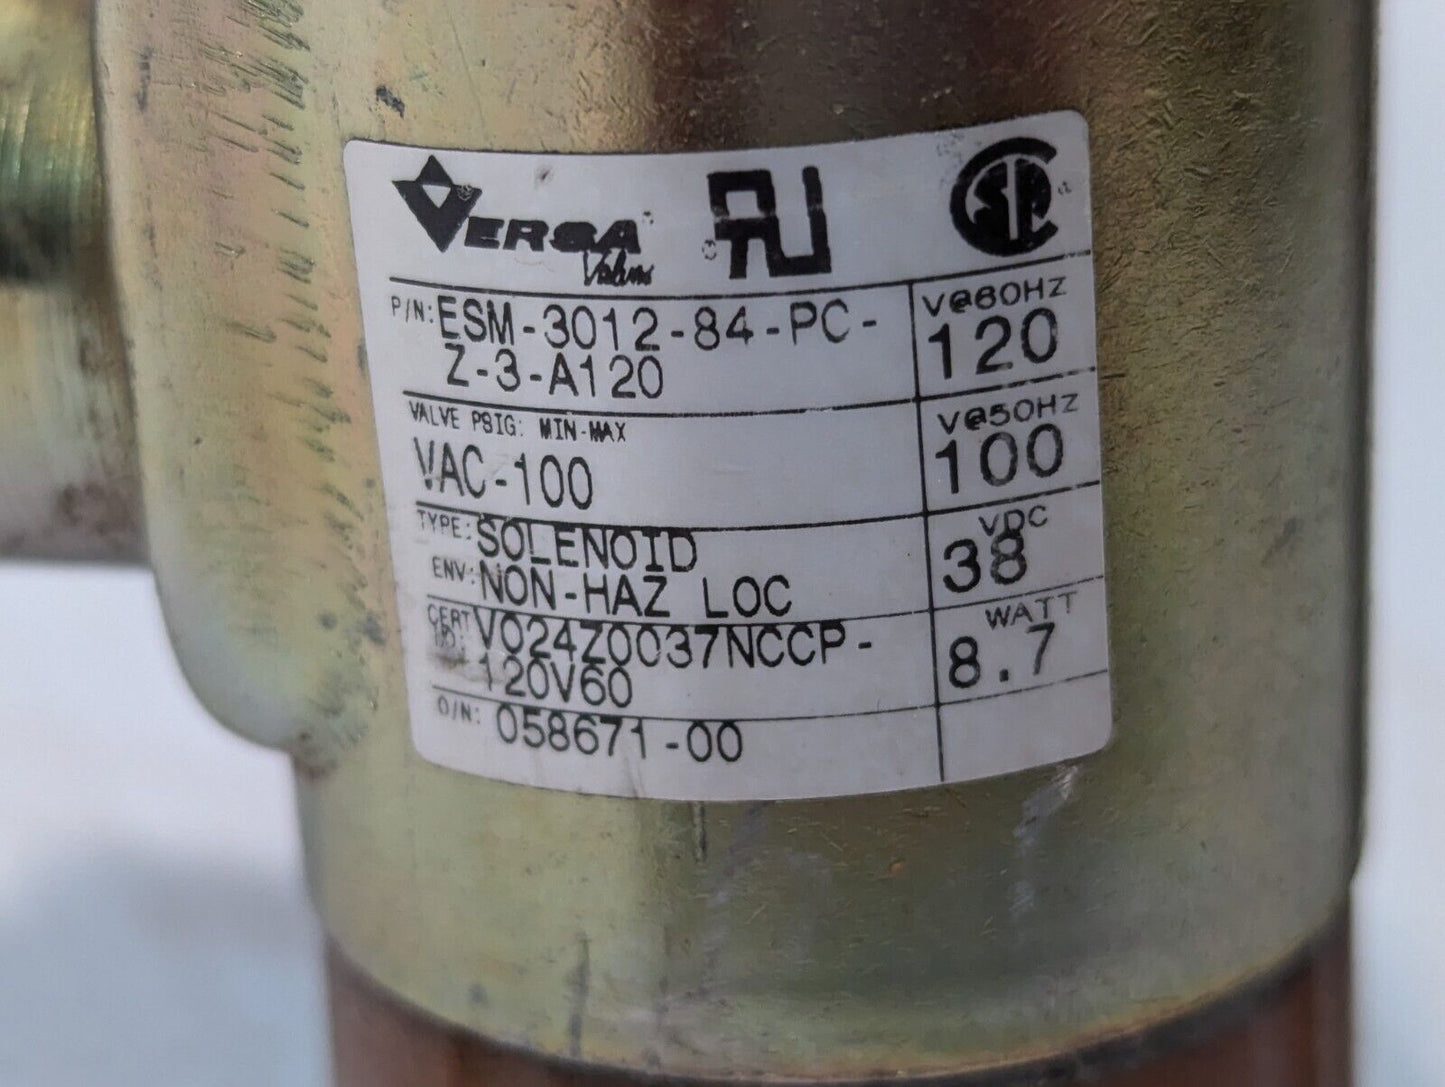 VERSA
Valves
P/N: ESM-3012-84-PC-
Z-3-A120
V@60HZ
120
VALVE PSIG: MIN-MAX
VAC-100
V@50HZ
100
TYPE: SOLENOID
ENV: NON-HAZ LOC
VDC
38
CERT
ID: V024Z0037NCCP-
120V60
WATT
8.7
O/N: 058671-00